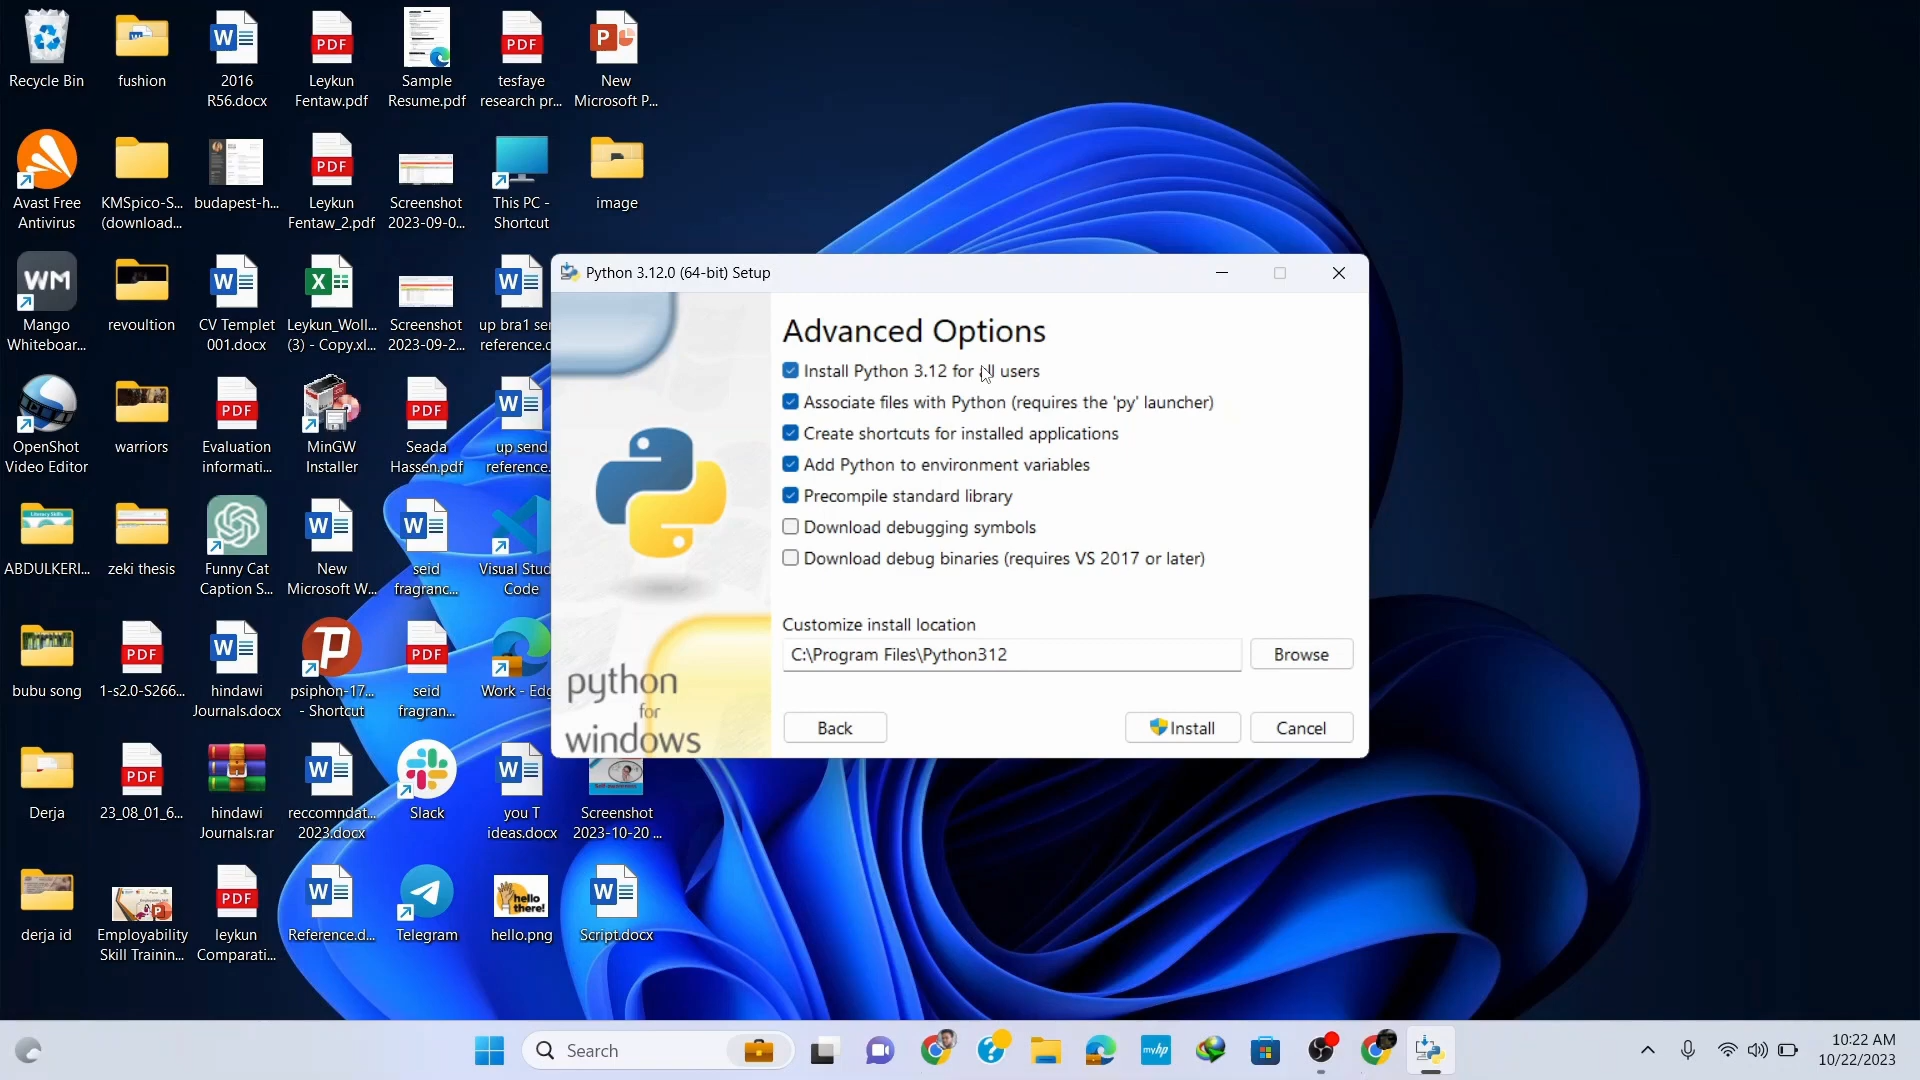 Recycle Bin
fushion
2016
R56.docx
Leykun
Fentaw.pdf
Sample
Resume.pdf
tesfaye
research pr...
New
Microsoft P...
Avast Free
Antivirus
KMSpico-S...
(download...
budapest-h...
Leykun
Fentaw_2.pdf
Screenshot
2023-09-0...
This PC -
Shortcut
image
WM
Mango
Whiteboar...
revoultion
CV Templet
001.docx
Leykun_Woll...
(3) - Copy.xl...
Screenshot
2023-09-2...
up bra1 ser
reference.c
OpenShot
Video Editor
warriors
Evaluation
informati...
MinGW
Installer
Seada
Hassen.pdf
up send
reference.
ABDULKERI...
zeki thesis
Funny Cat
Caption S...
New
Microsoft W...
seid
fragranc...
Visual Stud
Code
bubu song
1-s2.0-S266...
hindawi
Journals.docx
psiphon-17...
- Shortcut
seid
fragran...
Work - Edg
Derja
23_08_01_6...
hindawi
Journals.rar
reccomndat...
2023.docx
Slack
you T
ideas.docx
Screenshot
2023-10-20 ...
derja id
Employability
Skill Trainin...
leykun
Comparati...
Reference.d...
Telegram
hello
there!
hello.png
Script.docx
Python 3.12.0 (64-bit) Setup
Advanced Options
Install Python 3.12 for all users
Associate files with Python (requires the 'py' launcher)
Create shortcuts for installed applications
Add Python to environment variables
Precompile standard library
Download debugging symbols
Download debug binaries (requires VS 2017 or later)
Customize install location
C:\Program Files\Python312
Browse
python
for
windows
Back
Install
Cancel
Search
myhp
10:22 AM
10/22/2023